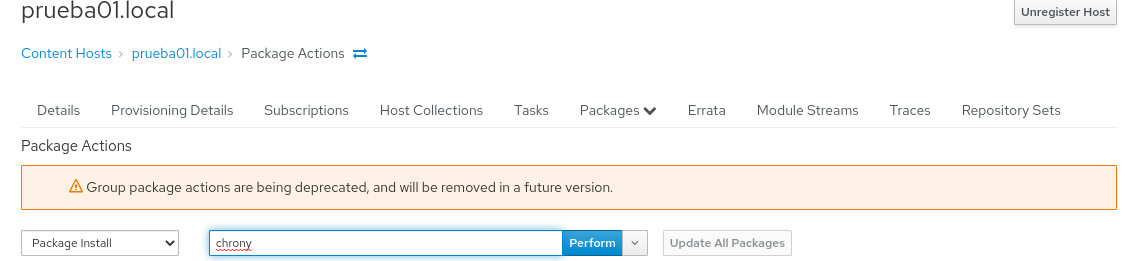 prueba01.local
Unregister Host
Content Hosts › prueba01.local › Package Actions
Details Provisioning Details Subscriptions Host Collections Tasks Packages Errata Module Streams Traces Repository Sets
Package Actions
Group package actions are being deprecated, and will be removed in a future version.
Package Install chrony Perform Update All Packages